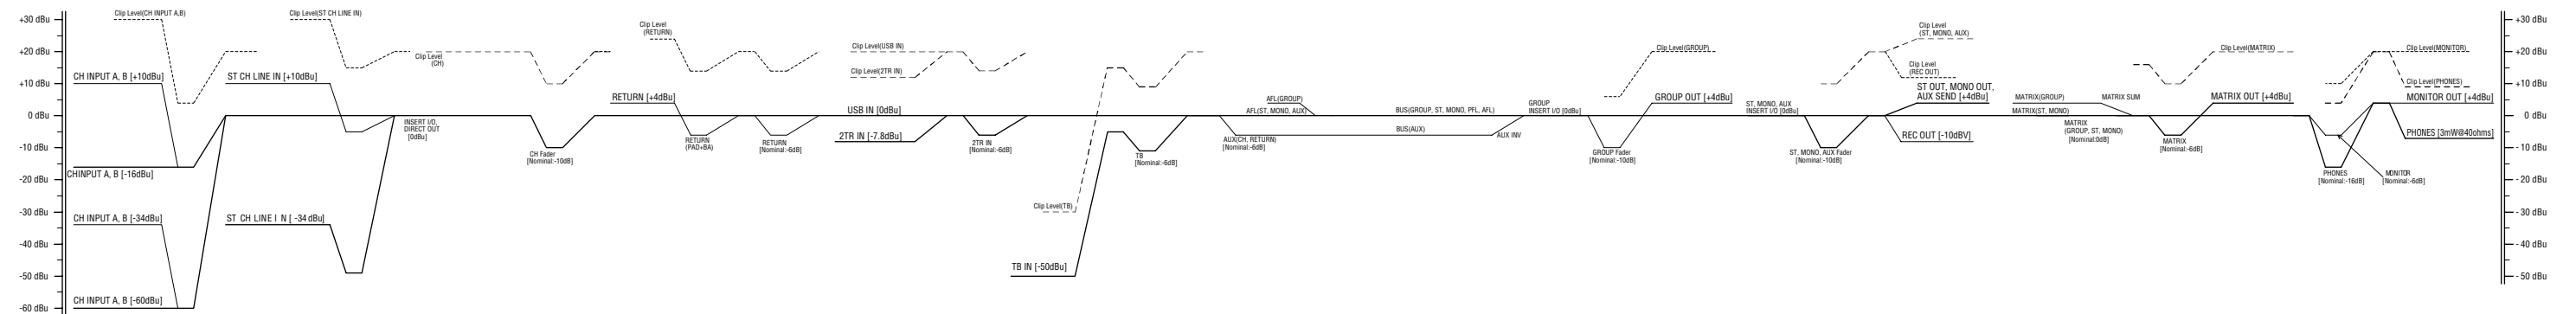 +30 dBu
+20 dBu
+10 dBu
0 dBu
-10 dBu
-20 dBu
-30 dBu
-40 dBu
-50 dBu
-60 dBu
Clip Level(CH INPUT A,B)
CH INPUT A, B [+10dBu]
CHINPUT A, B [-16dBu]
CH INPUT A, B [-34dBu]
CH INPUT A, B [-60dBu]
Clip Level(ST CH LINE IN)
ST CH LINE IN [+10dBu]
ST CH LINE I N [ -34 dBu]
INSERT I/O,
DIRECT OUT
[0dBu]
Clip Level
(CH)
CH Fader
[Nominal:-10dB]
Clip Level
(RETURN)
RETURN [+4dBu]
RETURN
(PAD+BA)
RETURN
[Nominal:-6dB]
Clip Level(USB IN)
Clip Level(2TR IN)
USB IN [0dBu]
2TR IN [-7.8dBu]
2TR IN
[Nominal:-6dB]
Clip Level(TB)
TB IN [-50dBu]
TB
[Nominal:-6dB]
AFL(GROUP)
AFL(ST, MONO, AUX)
AUX(CH, RETURN)
[Nominal:-6dB]
BUS(GROUP, ST, MONO, PFL, AFL)
BUS(AUX)
AUX INV
GROUP
INSERT I/O [0dBu]
Clip Level(GROUP)
GROUP OUT [+4dBu]
GROUP Fader
[Nominal:-10dB]
ST, MONO, AUX
INSERT I/O [0dBu]
ST, MONO, AUX Fader
[Nominal:-10dB]
Clip Level
(ST, MONO, AUX)
Clip Level
(REC OUT)
ST OUT, MONO OUT,
AUX SEND [+4dBu]
REC OUT [-10dBV]
MATRIX(GROUP)
MATRIX(ST, MONO)
MATRIX SUM
MATRIX
(GROUP, ST, MONO)
[Nominal:0dB]
MATRIX
[Nominal:-6dB]
Clip Level(MATRIX)
MATRIX OUT [+4dBu]
PHONES
[Nominal:-16dB]
MONITOR
[Nominal:-6dB]
Clip Level(MONITOR)
Clip Level(PHONES)
MONITOR OUT [+4dBu]
PHONES [3mW@40ohms]
+30 dBu
+20 dBu
+10 dBu
0 dBu
- 10 dBu
- 20 dBu
- 30 dBu
- 40 dBu
- 50 dBu